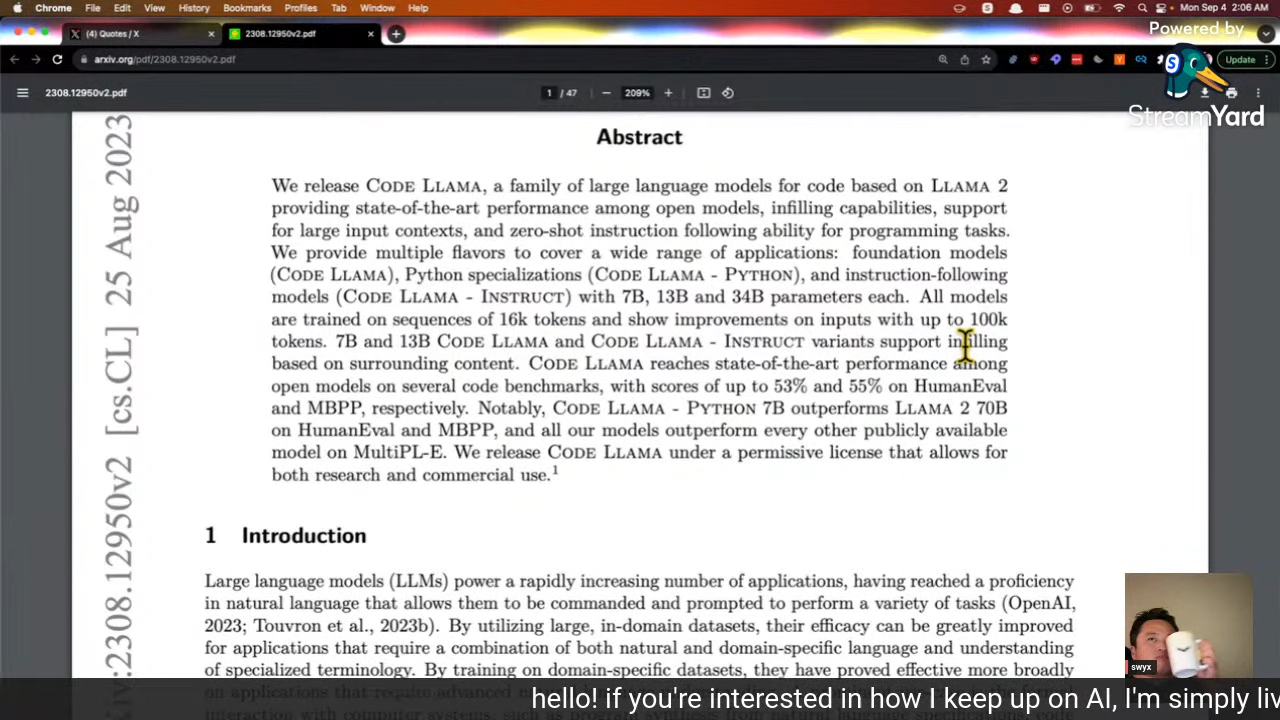 Chrome File Edit View History Bookmarks Profiles Tab Window Help
Mon Sep 4 2:06 AM
(4) Quotes / X
2308.12950v2.pdf
Powered by
arxiv.org/pdf/2308.12950v2.pdf
Update
2308.12950v2.pdf
1 / 47
209%
StreamYard
Abstract
We release CODE LLAMA, a family of large language models for code based on LLAMA 2
providing state-of-the-art performance among open models, infilling capabilities, support
for large input contexts, and zero-shot instruction following ability for programming tasks.
We provide multiple flavors to cover a wide range of applications: foundation models
(CODE LLAMA), Python specializations (CODE LLAMA - PYTHON), and instruction-following
models (CODE LLAMA - INSTRUCT) with 7B, 13B and 34B parameters each. All models
are trained on sequences of 16k tokens and show improvements on inputs with up to 100k
tokens. 7B and 13B CODE LLAMA and CODE LLAMA - INSTRUCT variants support infilling
based on surrounding content. CODE LLAMA reaches state-of-the-art performance among
open models on several code benchmarks, with scores of up to 53% and 55% on HumanEval
and MBPP, respectively. Notably, CODE LLAMA - PYTHON 7B outperforms LLAMA 2 70B
on HumanEval and MBPP, and all our models outperform every other publicly available
model on MultiPL-E. We release CODE LLAMA under a permissive license that allows for
both research and commercial use.1
1 Introduction
Large language models (LLMs) power a rapidly increasing number of applications, having reached a proficiency
in natural language that allows them to be commanded and prompted to perform a variety of tasks (OpenAI,
2023; Touvron et al., 2023b). By utilizing large, in-domain datasets, their efficacy can be greatly improved
for applications that require a combination of both natural and domain-specific language and understanding
of specialized terminology. By training on domain-specific datasets, they have proved effective more broadly
on applications that require advanced
iv:2308.12950v2 [cs.CL] 25 Aug 2023
swyx
hello! if you're interested in how I keep up on AI, I'm simply liv